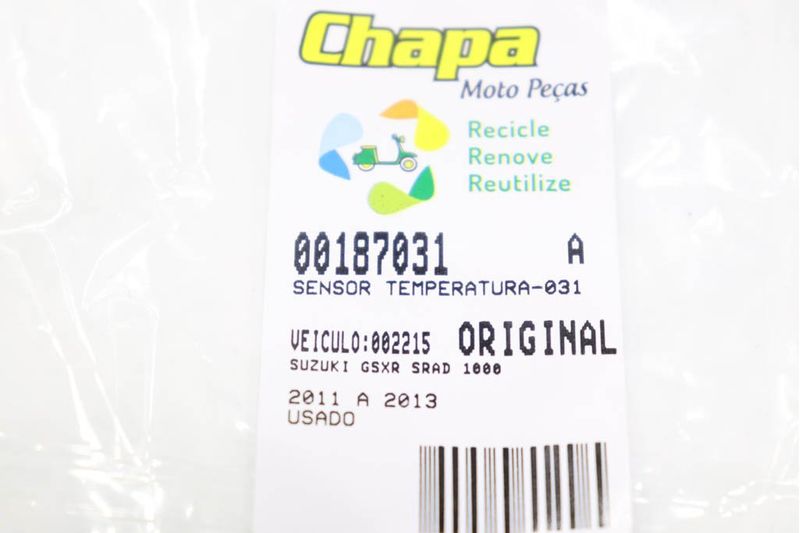 Chapa
Moto Peças
Recicle
Renove
Reutilize
00187031 A
SENSOR TEMPERATURA-031
VEICULO:002215 ORIGINAL
SUZUKI GSXR SRAD 1000
2011 A 2013
USADO